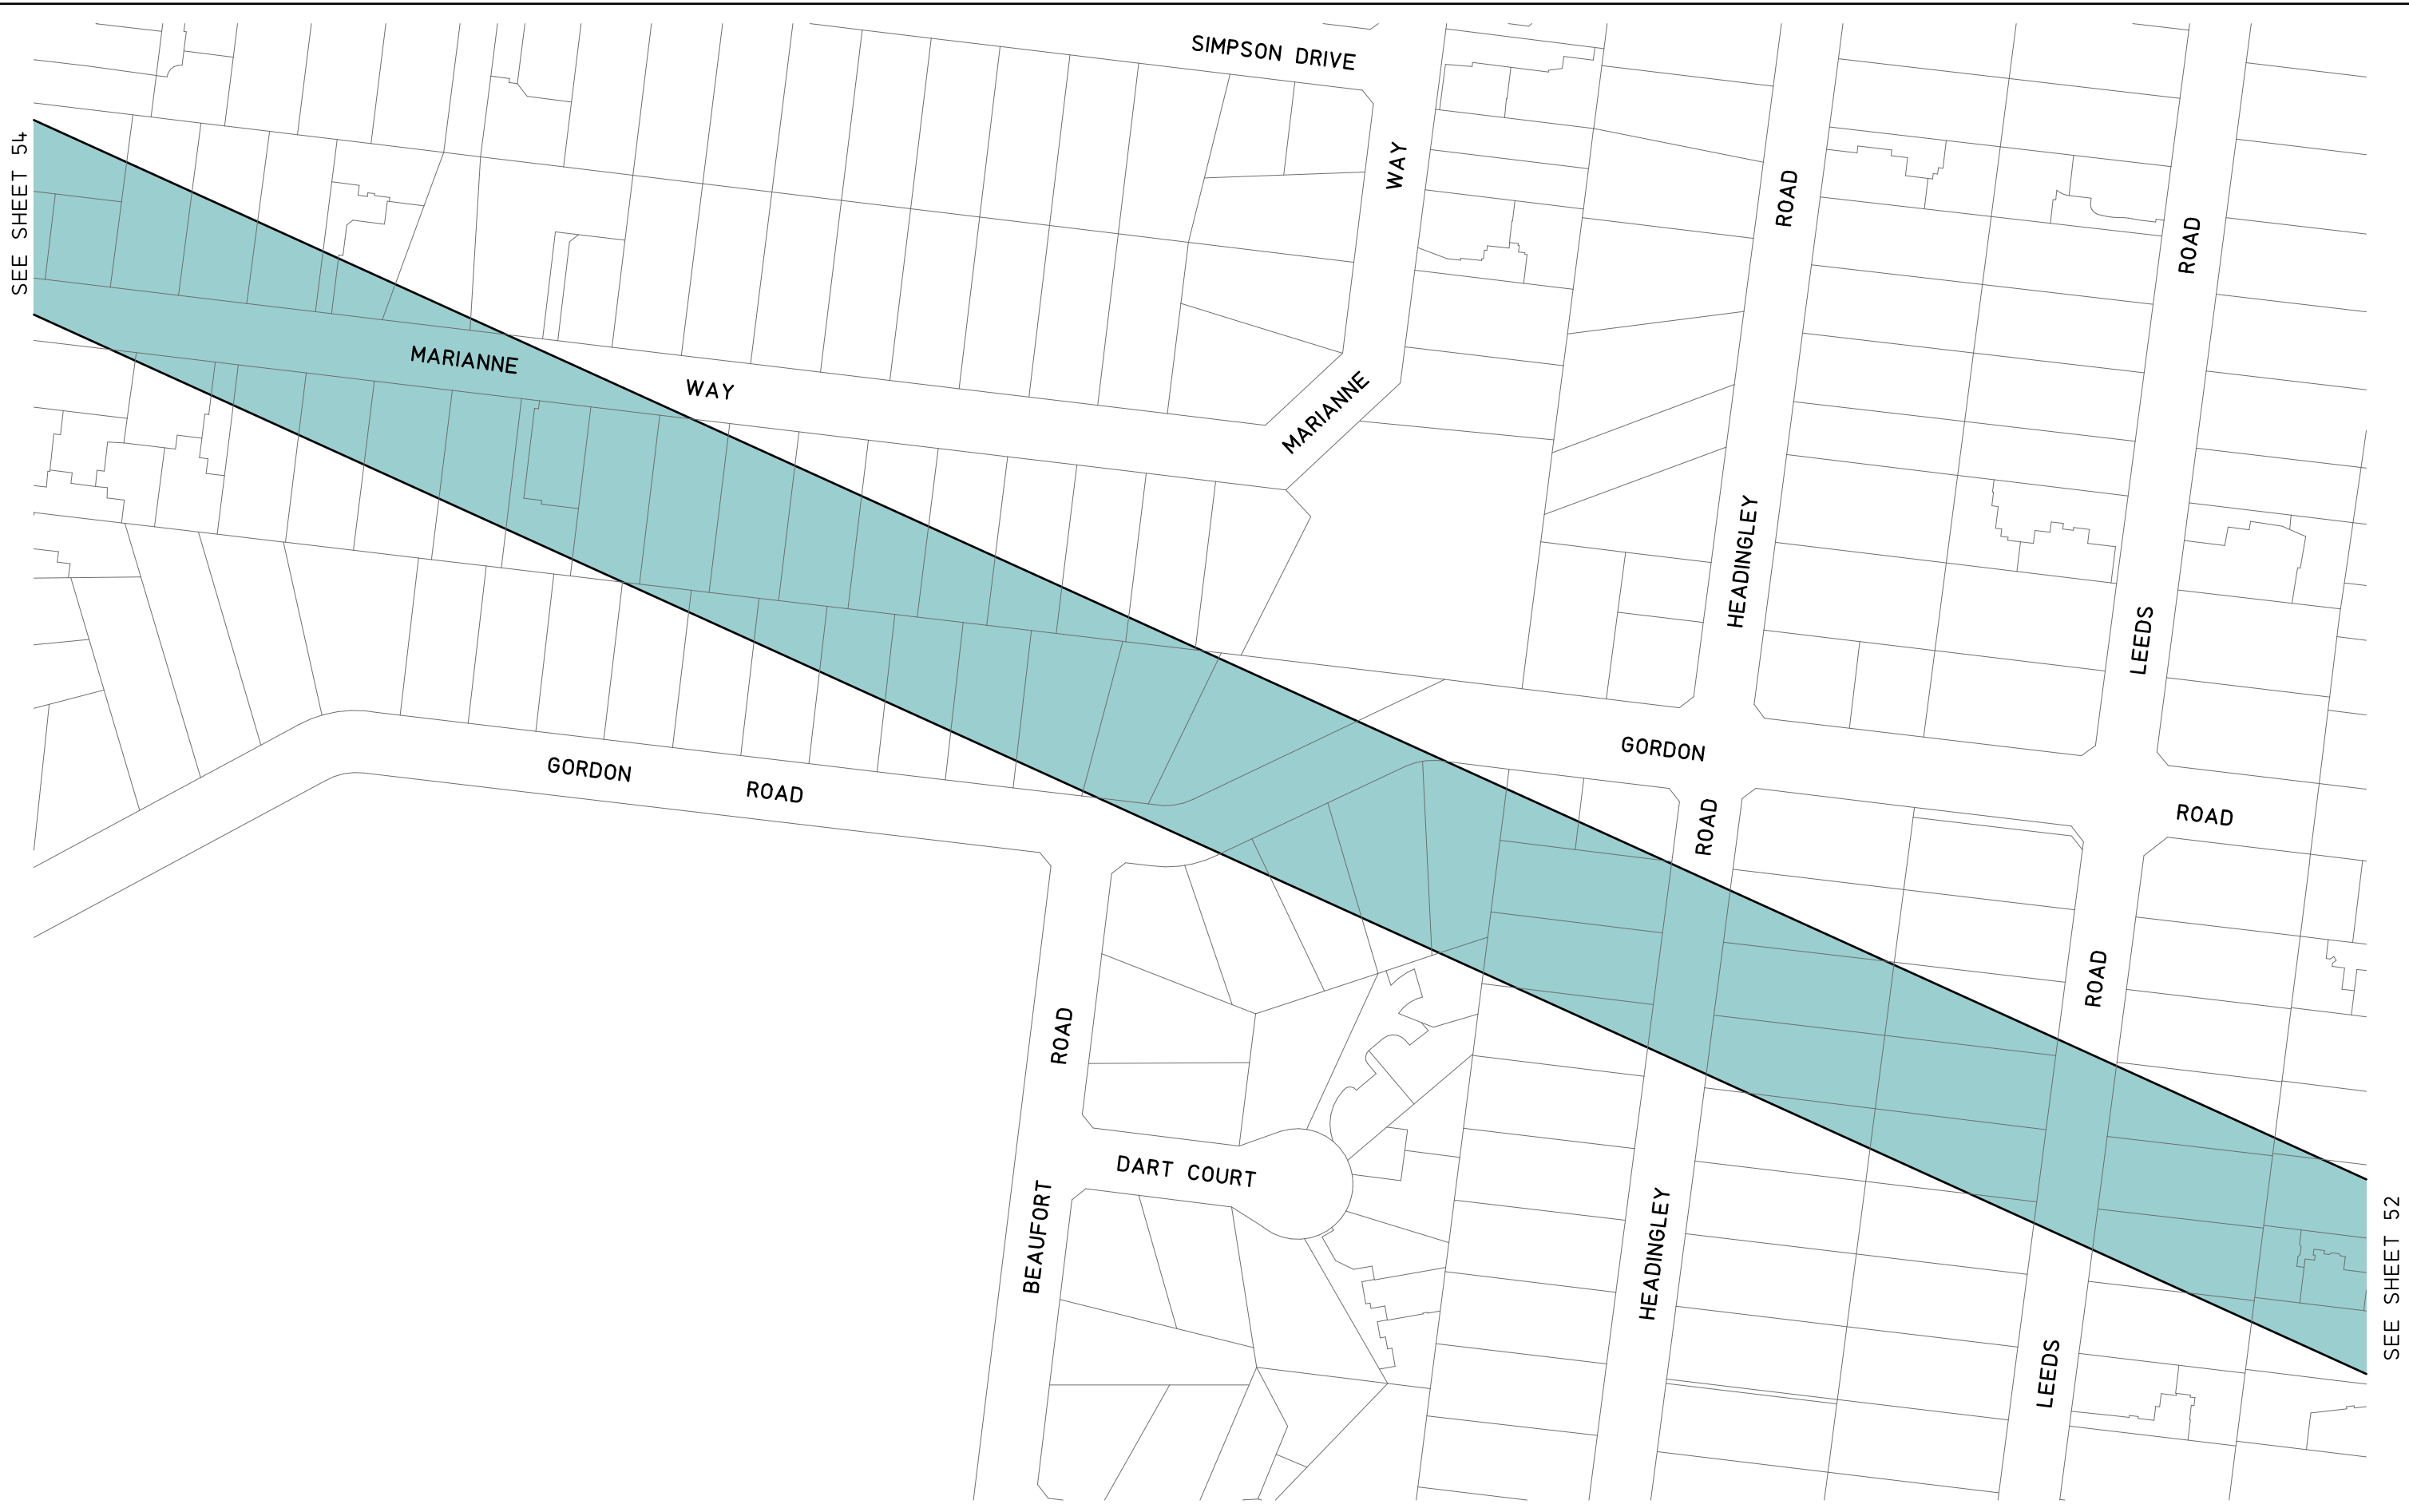 SIMPSON DRIVE
SEE SHEET 54
WAY
ROAD
ROAD
MARIANNE
WAY
MARIANNE
HEADINGLEY
LEEDS
GORDON
ROAD
GORDON
ROAD
ROAD
ROAD
ROAD
DART COURT
BEAUFORT
HEADINGLEY
LEEDS
SEE SHEET 52